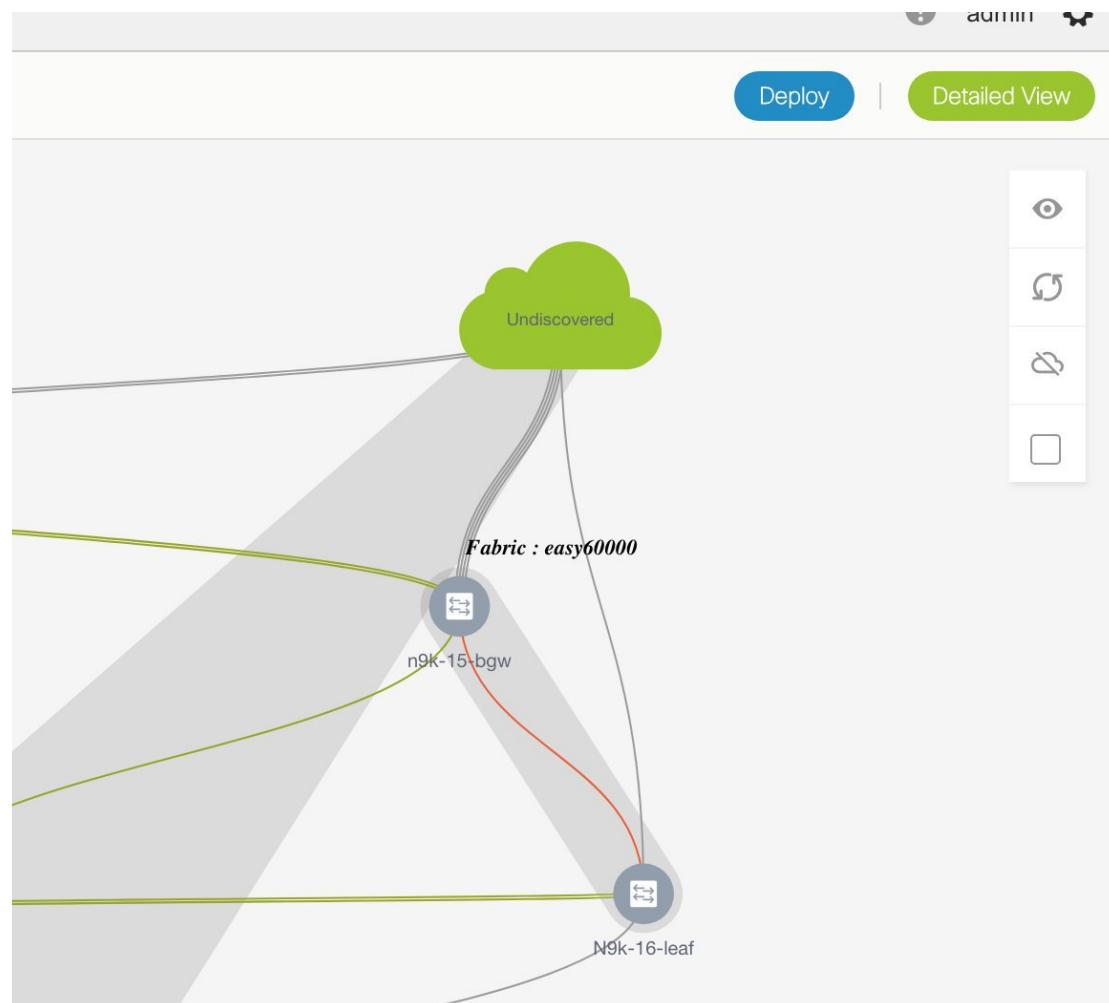 admin
Deploy
Detailed View
Undiscovered
Fabric : easy60000
n9k-15-bgw
N9k-16-leaf